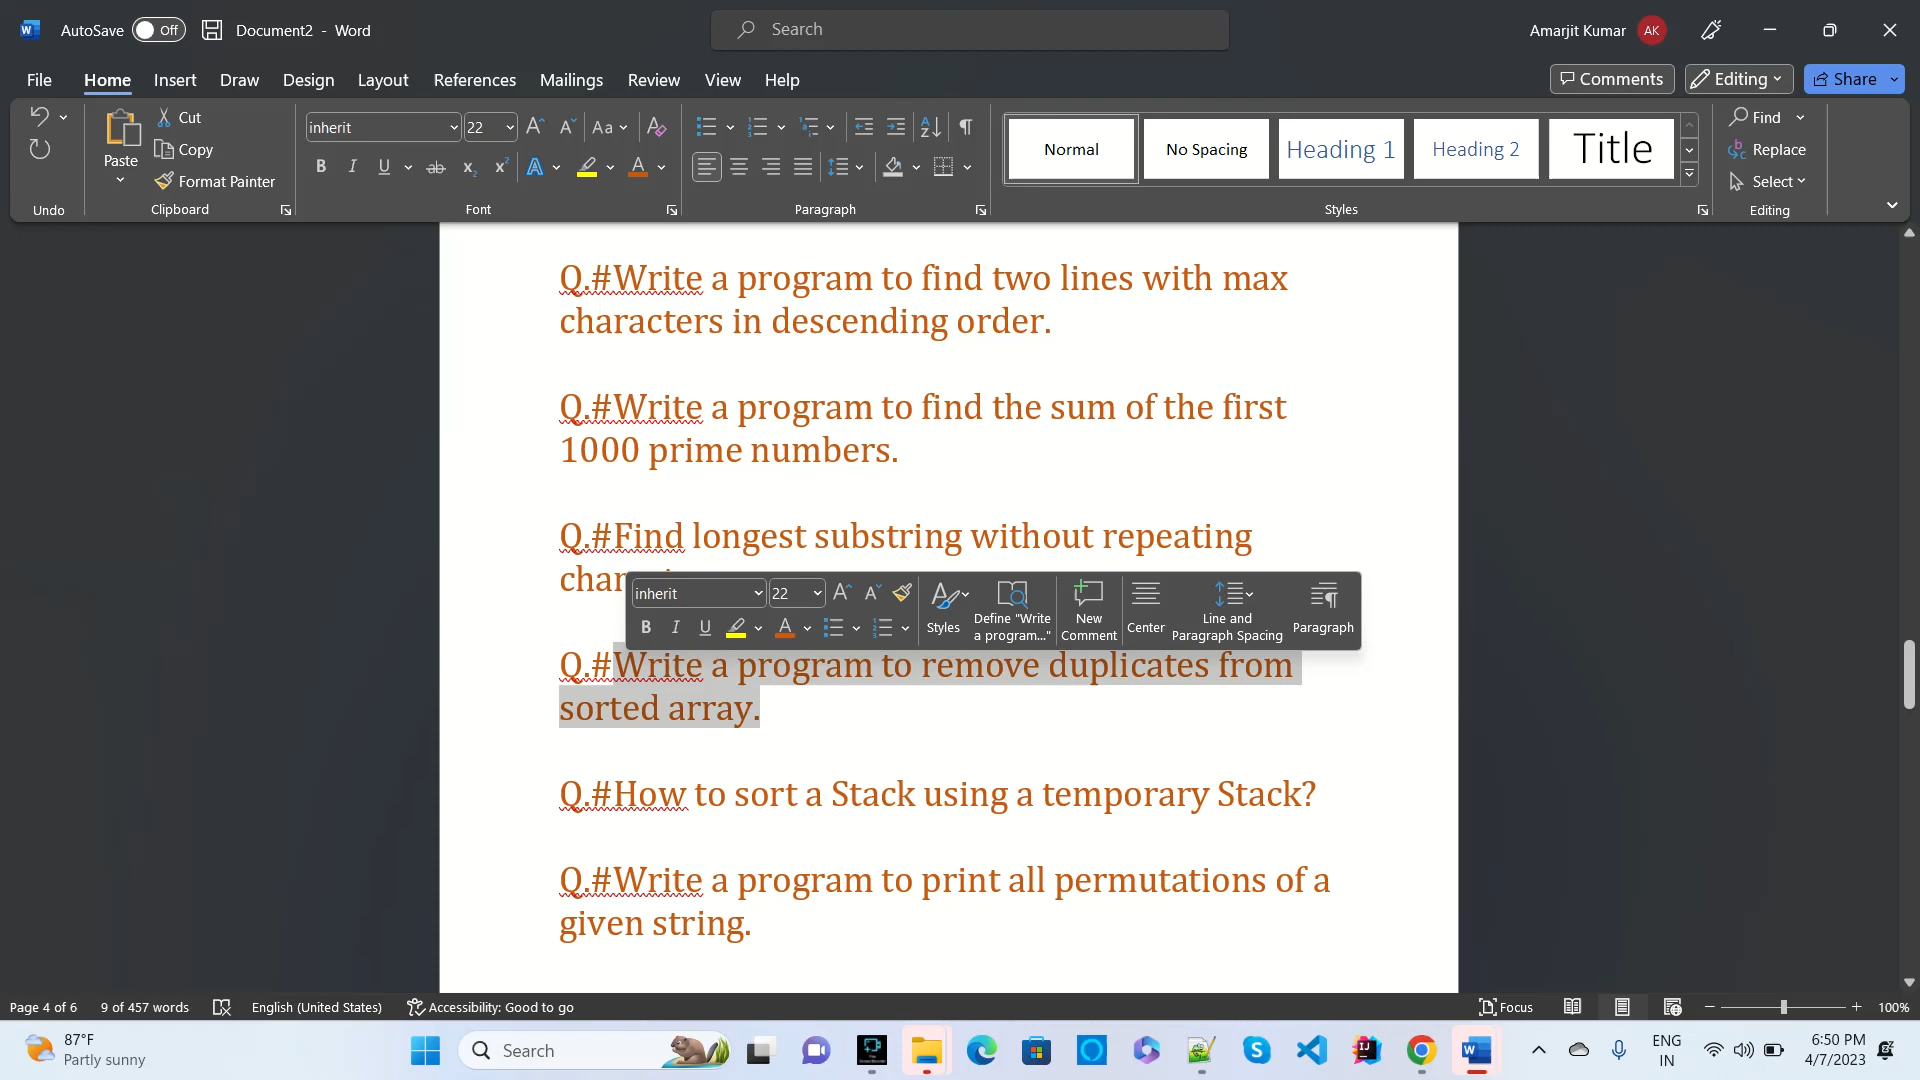 AutoSave Off Document2 - Word Search Amarjit Kumar AK
File Home Insert Draw Design Layout References Mailings Review View Help Comments Editing Share
Paste Cut Copy Format Painter
inherit 22 Aa
B I U ab x₂ x² A A
Normal No Spacing Heading 1 Heading 2 Title
Find
Replace
Select
Undo Clipboard Font Paragraph Styles Editing
Q.#Write a program to find two lines with max
characters in descending order.
Q.#Write a program to find the sum of the first
1000 prime numbers.
Q.#Find longest substring without repeating
inherit 22
B I U A
Styles
Define "Write
a program..."
New
Comment
Center
Line and
Paragraph Spacing
Paragraph
Q.#Write a program to remove duplicates from
sorted array.
Q.#How to sort a Stack using a temporary Stack?
Q.#Write a program to print all permutations of a
given string.
Page 4 of 6 9 of 457 words English (United States) Accessibility: Good to go Focus 100%
87°F
Partly sunny
Search
ENG
IN
6:50 PM
4/7/2023